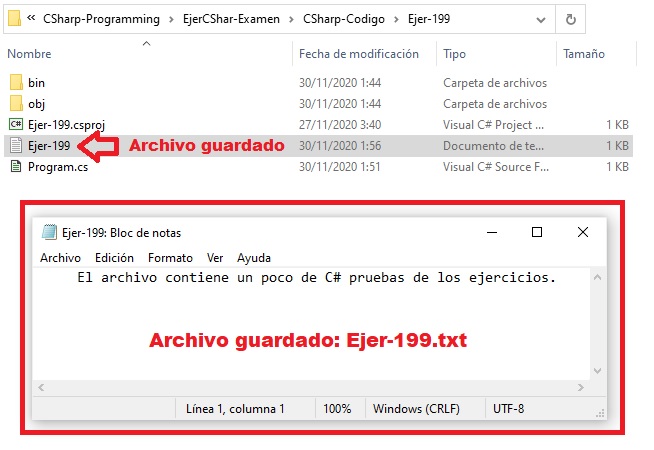 « CSharp-Programming › EjerCShar-Examen › CSharp-Codigo › Ejer-199
Nombre Fecha de modificación Tipo Tamaño
bin 30/11/2020 1:44 Carpeta de archivos
obj 30/11/2020 1:44 Carpeta de archivos
C# Ejer-199.csproj 27/11/2020 3:40 Visual C# Project ... 1 KB
Ejer-199 Archivo guardado 30/11/2020 1:56 Documento de te... 1 KB
C# Program.cs 30/11/2020 1:51 Visual C# Source F... 1 KB
Ejer-199: Bloc de notas
Archivo Edición Formato Ver Ayuda
El archivo contiene un poco de C# pruebas de los ejercicios.
Archivo guardado: Ejer-199.txt
Línea 1, columna 1 100% Windows (CRLF) UTF-8